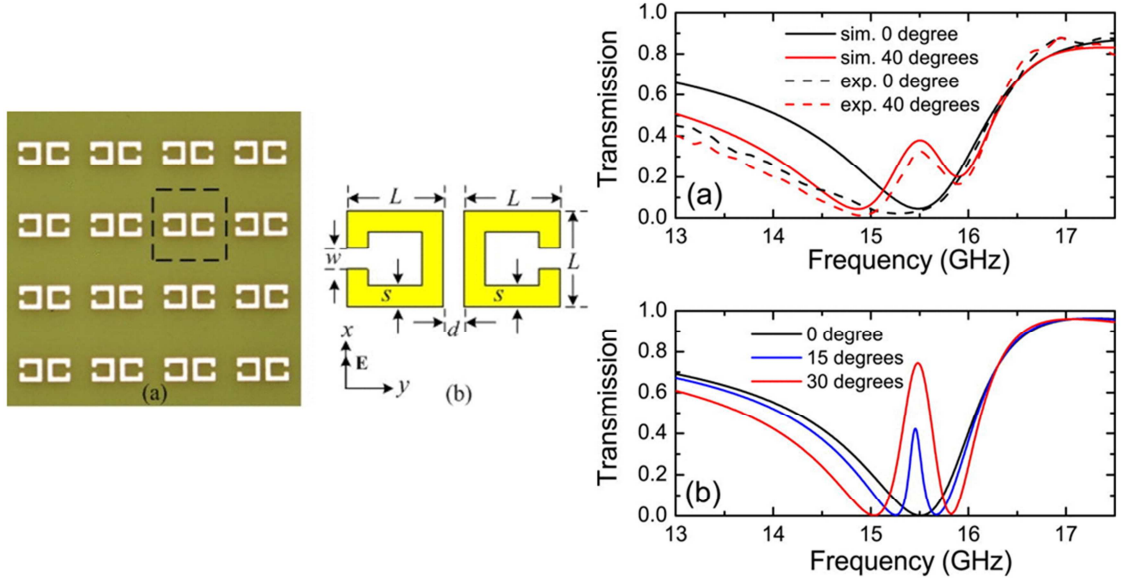 (a)
L
L
w
L
s
s
d
x
E
y
(b)
1.0
0.8
0.6
0.4
0.2
0.0
Transmission
sim. 0 degree
sim. 40 degrees
exp. 0 degree
exp. 40 degrees
(a)
13 14 15 16 17
Frequency (GHz)
1.0
0.8
0.6
0.4
0.2
0.0
Transmission
0 degree
15 degrees
30 degrees
(b)
13 14 15 16 17
Frequency (GHz)